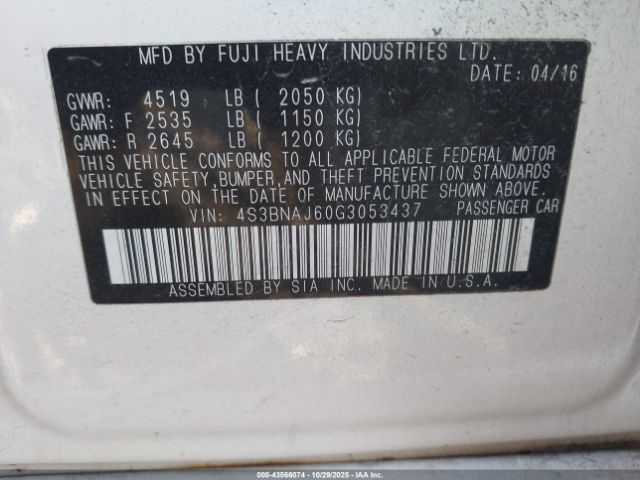 MFD BY FUJI HEAVY INDUSTRIES LTD.
DATE: 04/16
GVWR: 4519 LB ( 2050 KG)
GAWR: F 2535 LB ( 1150 KG)
GAWR: R 2645 LB ( 1200 KG)
THIS VEHICLE CONFORMS TO ALL APPLICABLE FEDERAL MOTOR
VEHICLE SAFETY,BUMPER,AND THEFT PREVENTION STANDARDS
IN EFFECT ON THE DATE OF MANUFACTURE SHOWN ABOVE.
VIN: 4S3BNAJ60G3053437 PASSENGER CAR
ASSEMBLED BY SIA INC. MADE IN U.S.A.
000-43566074 | 10/29/2025 | IAA Inc.